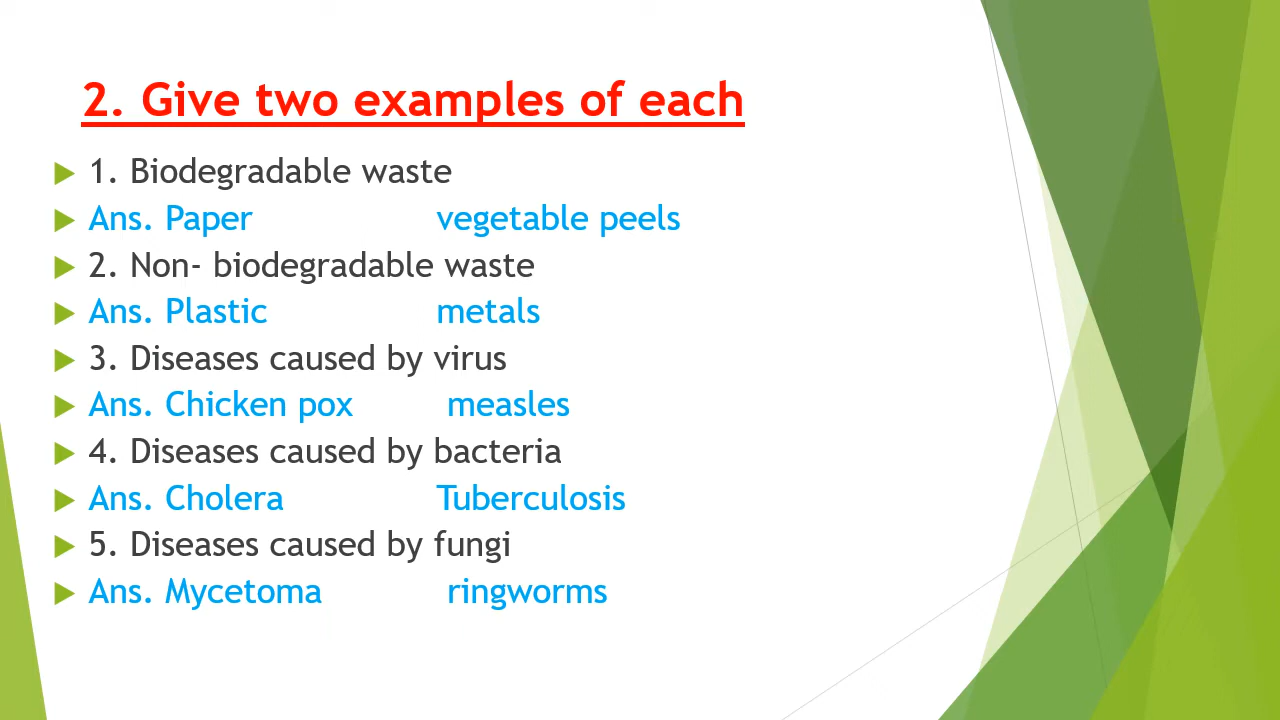 2. Give two examples of each
1. Biodegradable waste
Ans. Paper vegetable peels
2. Non- biodegradable waste
Ans. Plastic metals
3. Diseases caused by virus
Ans. Chicken pox measles
4. Diseases caused by bacteria
Ans. Cholera Tuberculosis
5. Diseases caused by fungi
Ans. Mycetoma ringworms